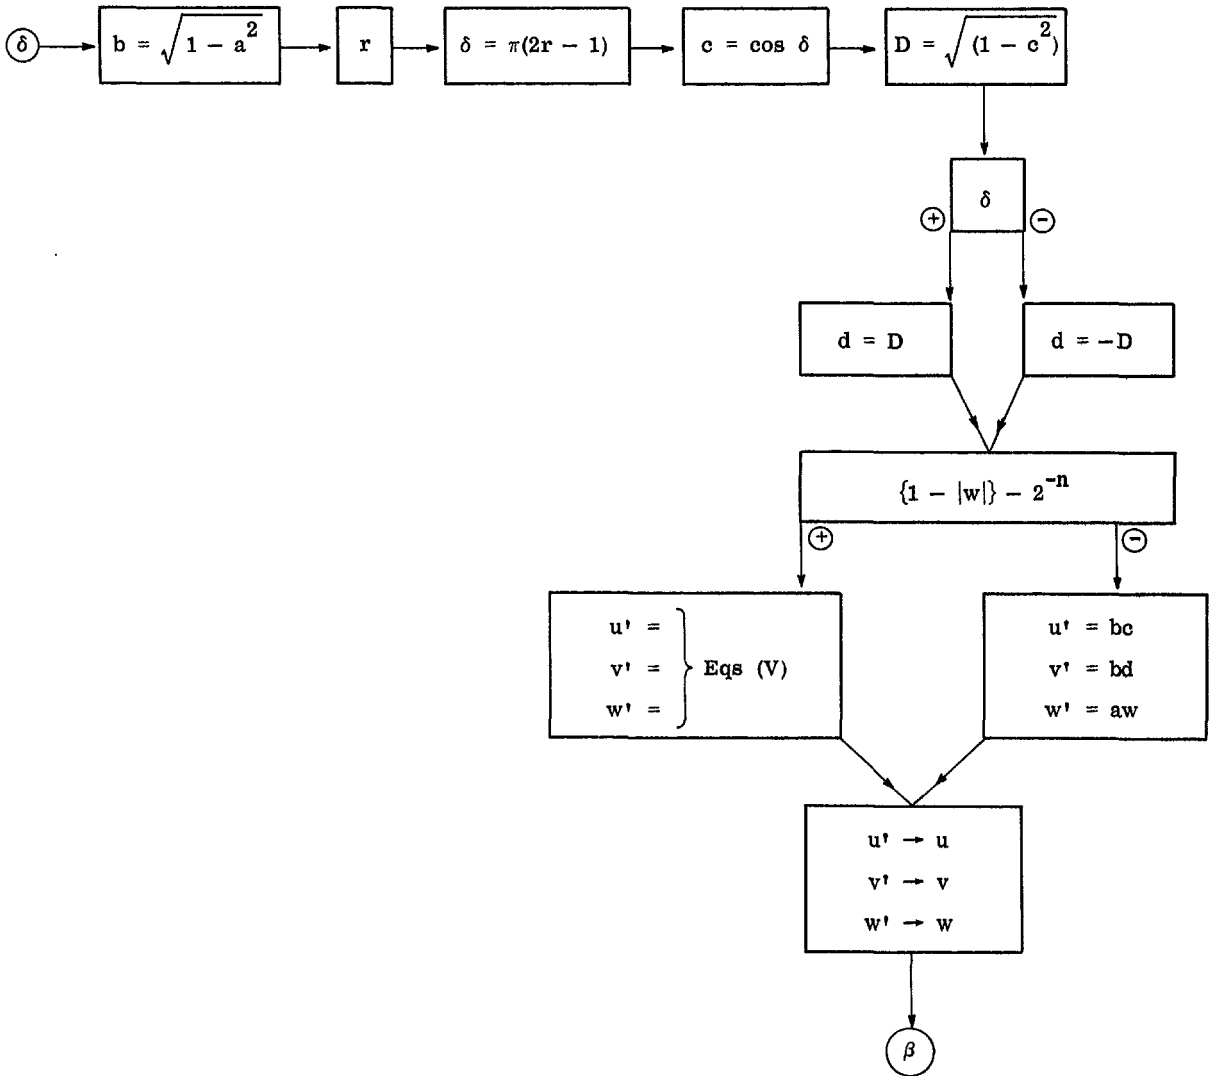 δ
b = √(1 − a²)
r
δ = π(2r − 1)
c = cos δ
D = √((1 − c²))
δ
+
−
d = D
d = −D
{1 − |w|} − 2⁻ⁿ
+
−
u' =
v' =
w' =
} Eqs (V)
u' = bc
v' = bd
w' = aw
u' → u
v' → v
w' → w
β